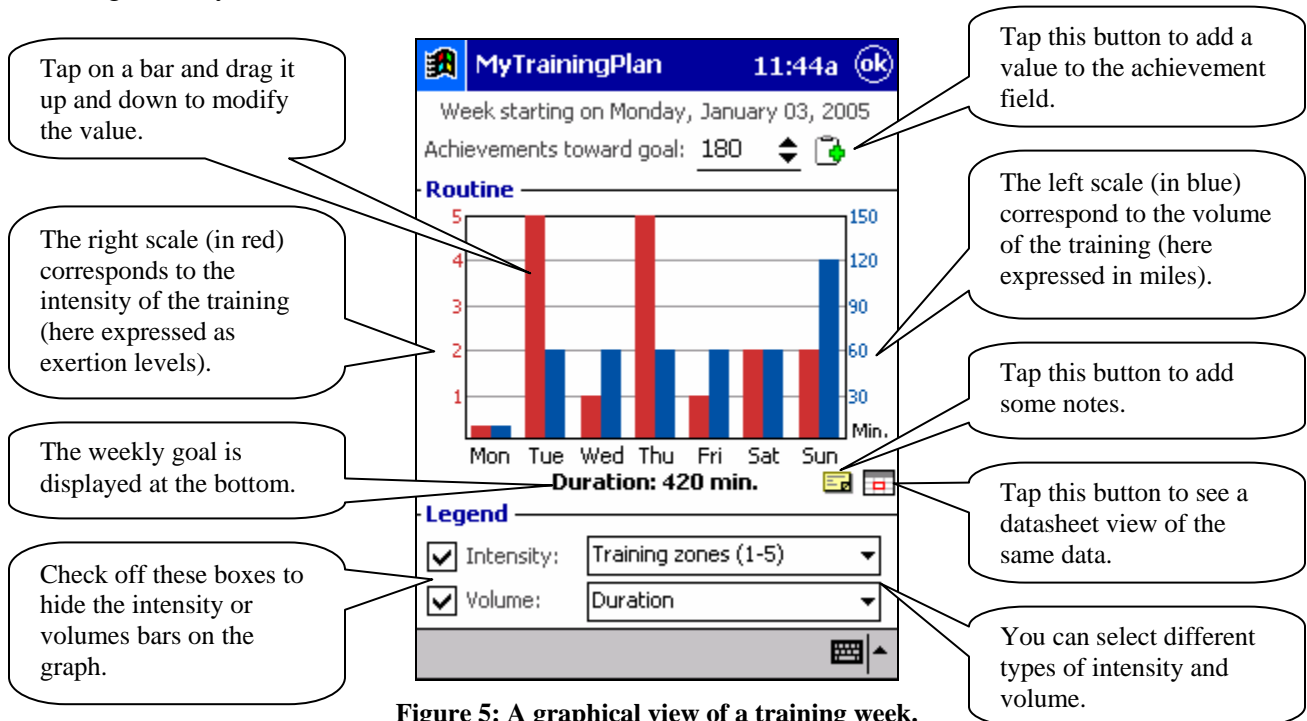 Tap on a bar and drag it
up and down to modify
the value.
The right scale (in red)
corresponds to the
intensity of the training
(here expressed as
exertion levels).
The weekly goal is
displayed at the bottom.
Check off these boxes to
hide the intensity or
volumes bars on the
graph.
MyTrainingPlan 11:44a ok
Week starting on Monday, January 03, 2005
Achievements toward goal: 180
Routine
5 150
4 120
3 90
2 60
1 30
Min.
Mon Tue Wed Thu Fri Sat Sun
Duration: 420 min.
Legend
Intensity: Training zones (1-5)
Volume: Duration
Tap this button to add a
value to the achievement
field.
The left scale (in blue)
correspond to the volume
of the training (here
expressed in miles).
Tap this button to add
some notes.
Tap this button to see a
datasheet view of the
same data.
You can select different
types of intensity and
volume.
Figure 5: A graphical view of a training week.